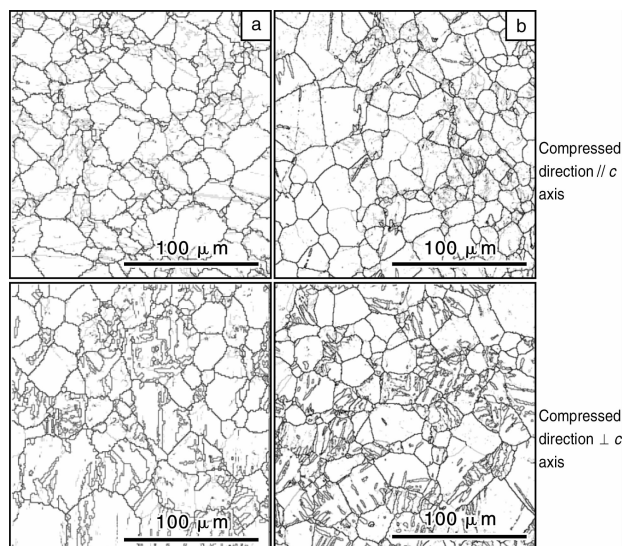 a
b
100 μm
100 μm
Compressed
direction // c
axis
100 μm
100 μm
Compressed
direction ⊥ c
axis